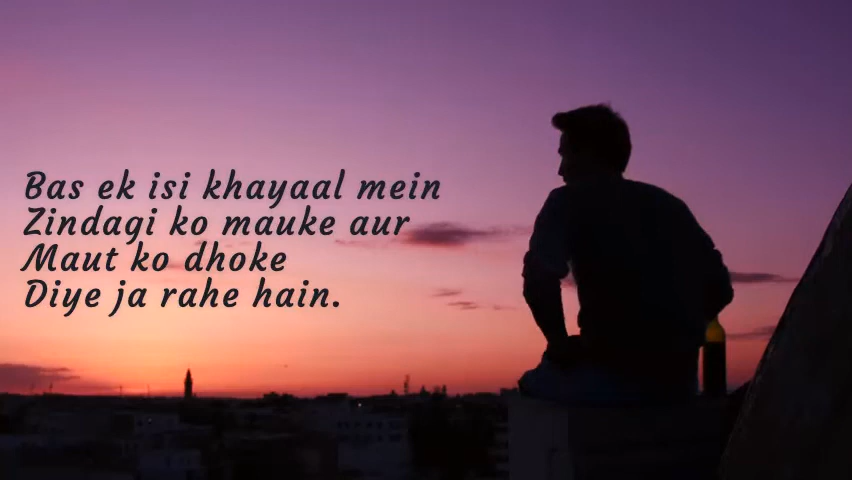 Bas ek isi khayaal mein
Zindagi ko mauke aur
Maut ko dhoke
Diye ja rahe hain.